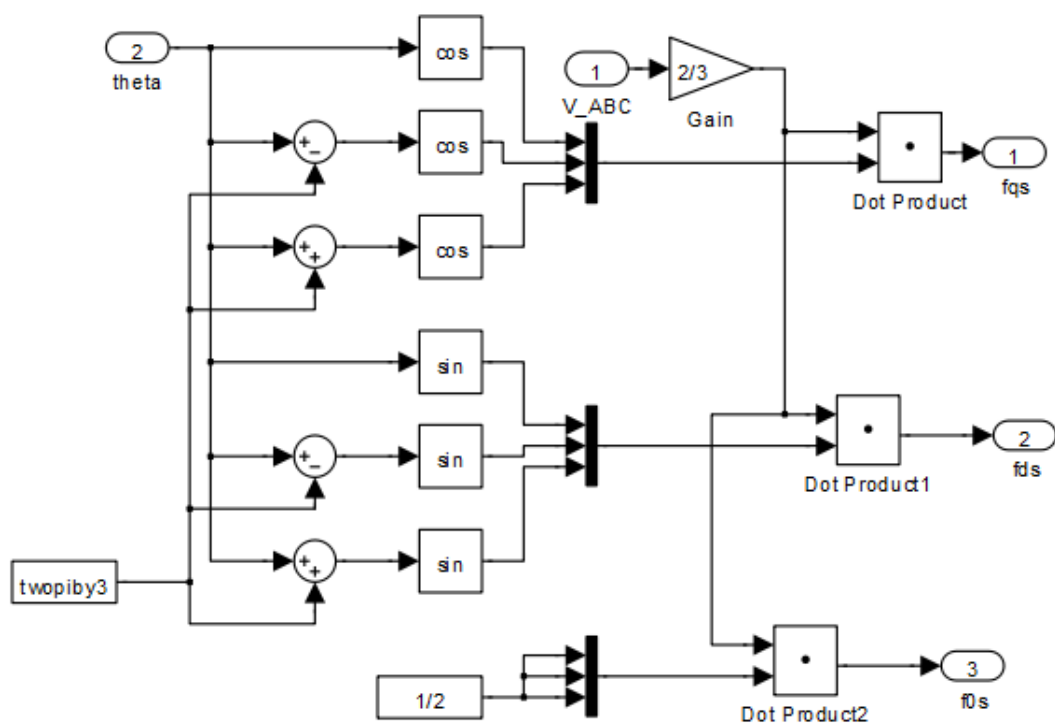 2
theta
cos
1
V_ABC
2/3
Gain
+
−
cos
Dot Product
1
fqs
+
+
cos
sin
+
−
sin
Dot Product1
2
fds
twopiby3
+
+
sin
1/2
Dot Product2
3
f0s